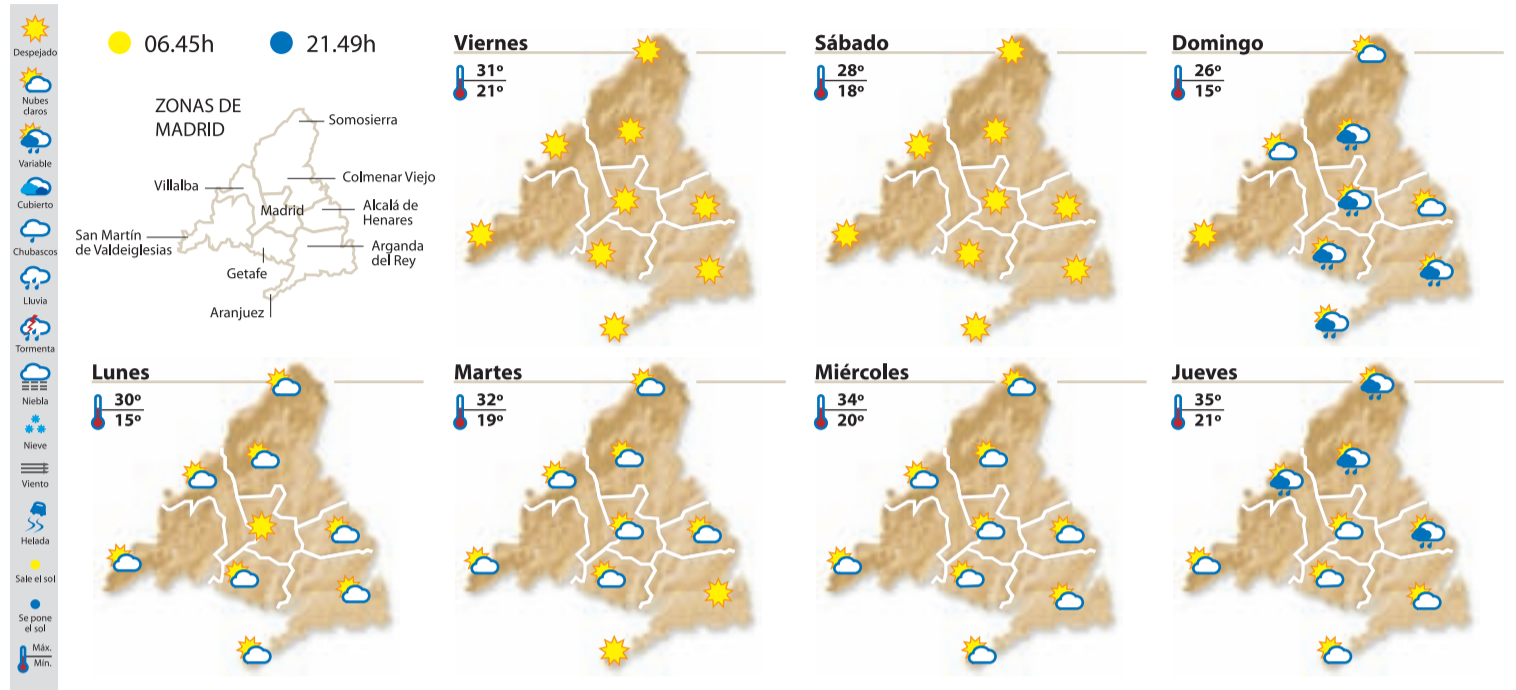 Despejado
Nubes
claros
Variable
Cubierto
Chubascos
Lluvia
Tormenta
Niebla
Nieve
Viento
Helada
Sale el sol
Se pone
el sol
Máx.
Mín.
06.45h
21.49h
ZONAS DE
MADRID
Somosierra
Colmenar Viejo
Villalba
Madrid
Alcalá de
Henares
San Martín
de Valdeiglesias
Arganda
del Rey
Getafe
Aranjuez
Viernes
31º
21º
Sábado
28º
18º
Domingo
26º
15º
Lunes
30º
15º
Martes
32º
19º
Miércoles
34º
20º
Jueves
35º
21º